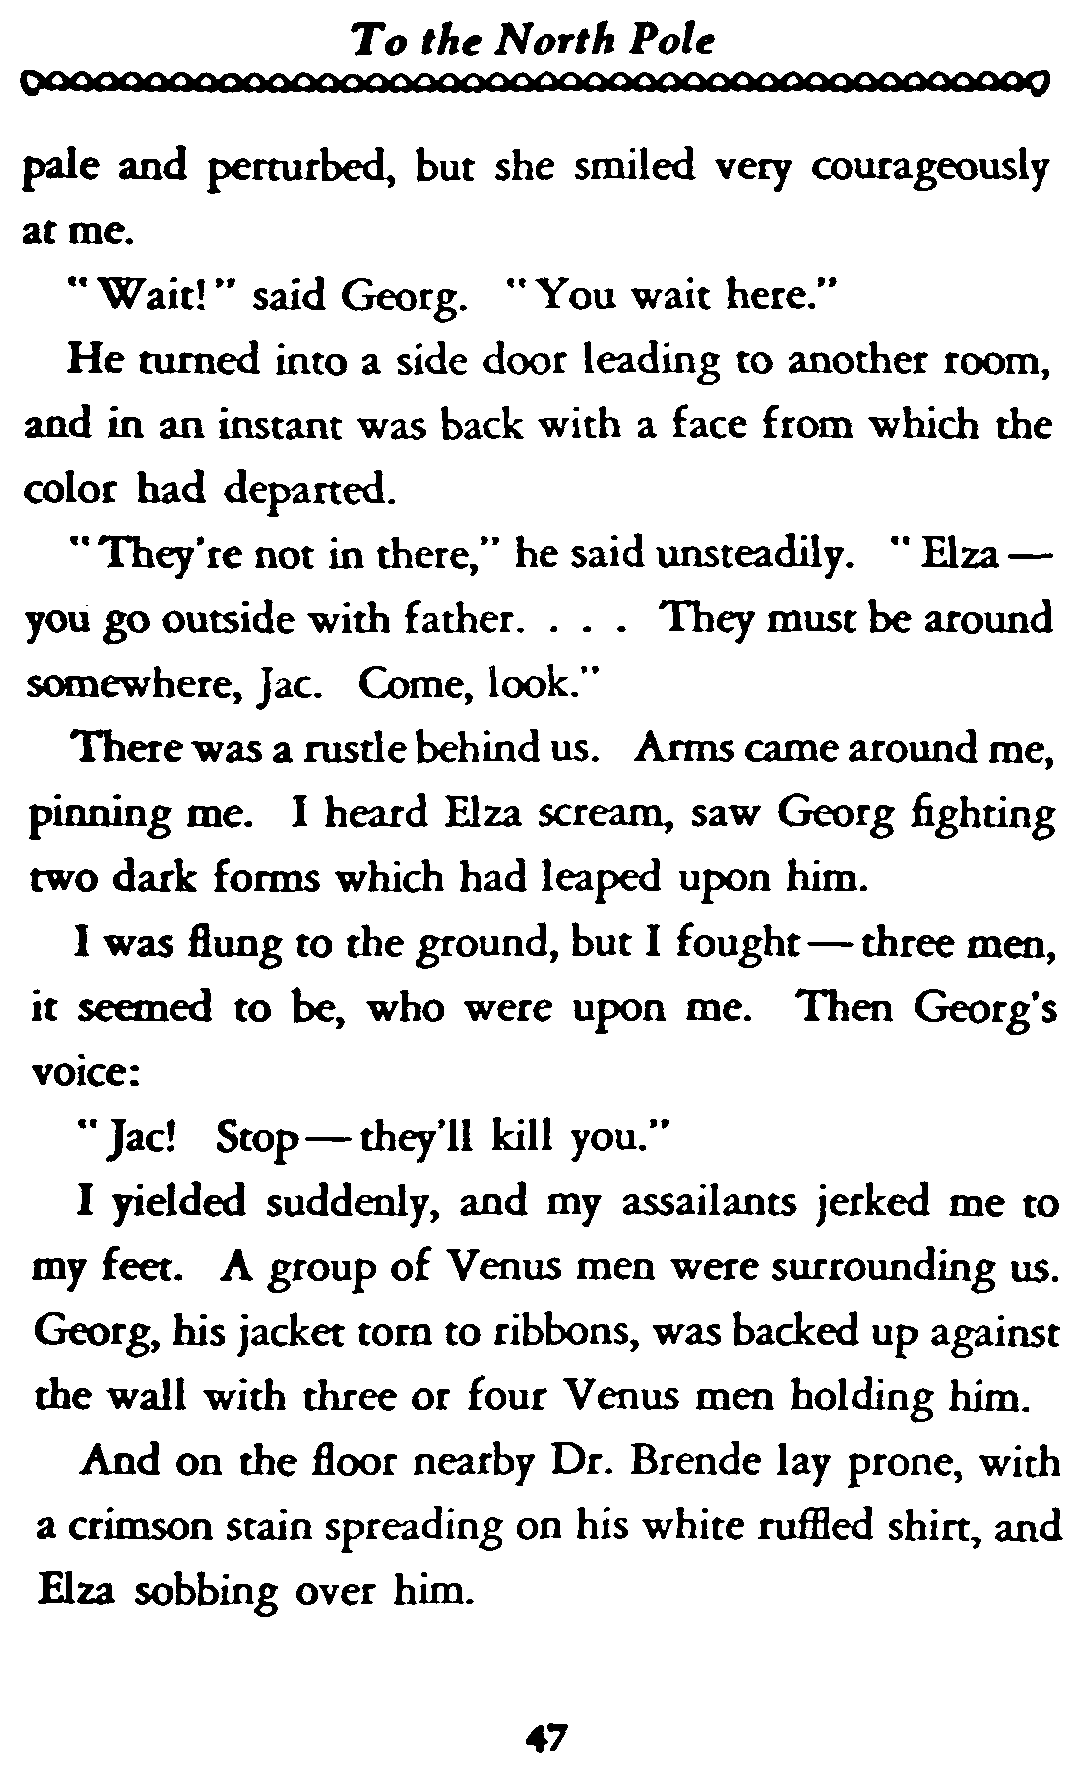 To the North Pole
pale and perturbed, but she smiled very courageously
at me.
"Wait!" said Georg. "You wait here."
He turned into a side door leading to another room,
and in an instant was back with a face from which the
color had departed.
"They're not in there," he said unsteadily. "Elza—
you go outside with father. . . . They must be around
somewhere, Jac. Come, look."
There was a rustle behind us. Arms came around me,
pinning me. I heard Elza scream, saw Georg fighting
two dark forms which had leaped upon him.
I was flung to the ground, but I fought—three men,
it seemed to be, who were upon me. Then Georg's
voice:
"Jac! Stop—they'll kill you."
I yielded suddenly, and my assailants jerked me to
my feet. A group of Venus men were surrounding us.
Georg, his jacket torn to ribbons, was backed up against
the wall with three or four Venus men holding him.
And on the floor nearby Dr. Brende lay prone, with
a crimson stain spreading on his white ruffled shirt, and
Elza sobbing over him.
47